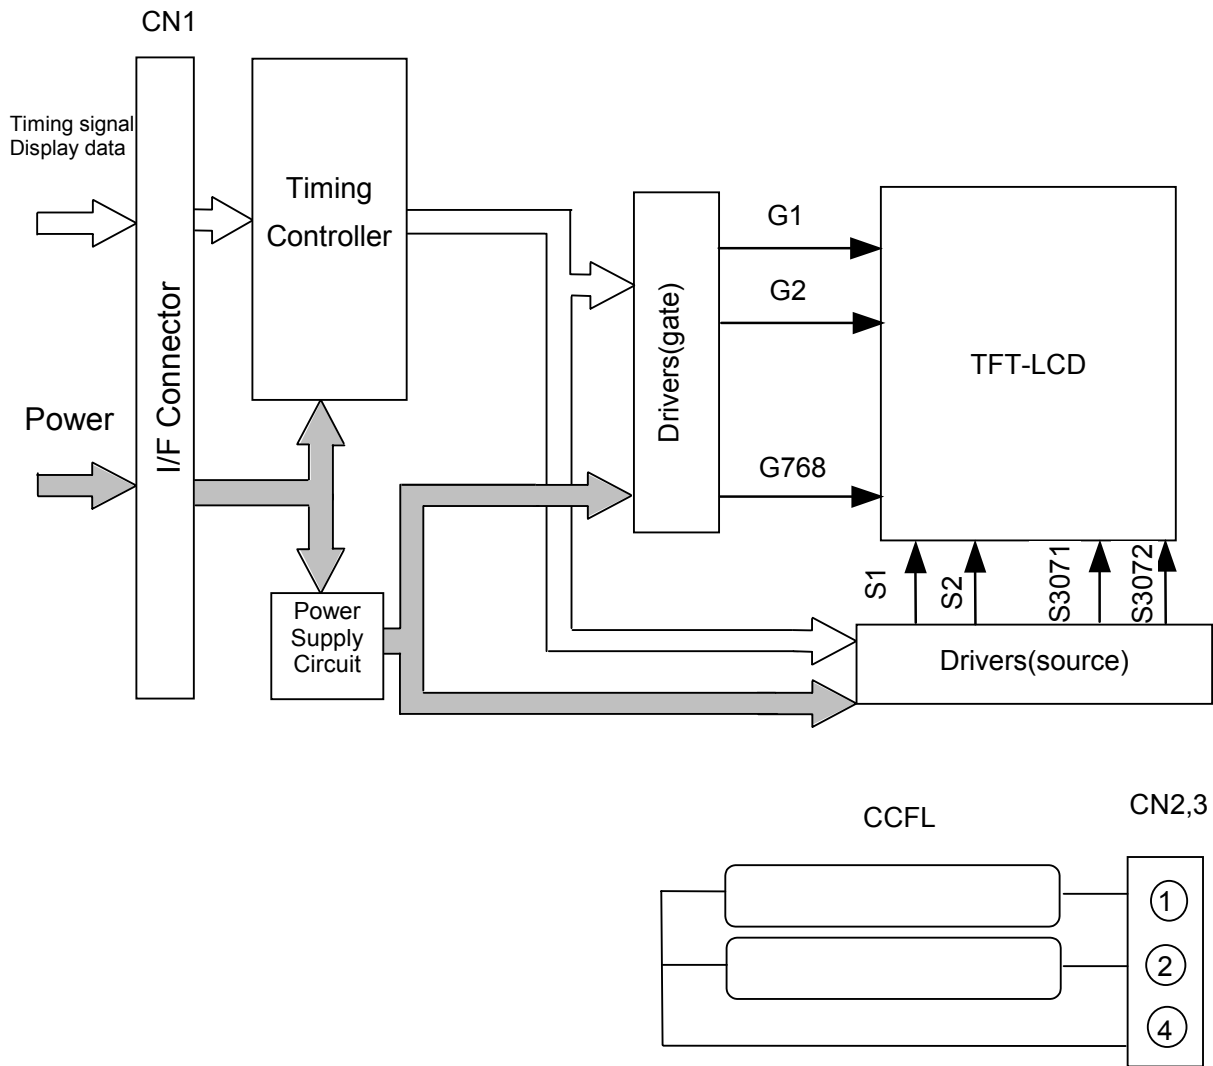 CN1
Timing signal
Display data
Timing
Controller
I/F Connector
Power
Drivers(gate)
G1
G2
G768
TFT-LCD
S1
S2
S3071
S3072
Power
Supply
Circuit
Drivers(source)
CCFL
CN2,3
1
2
4